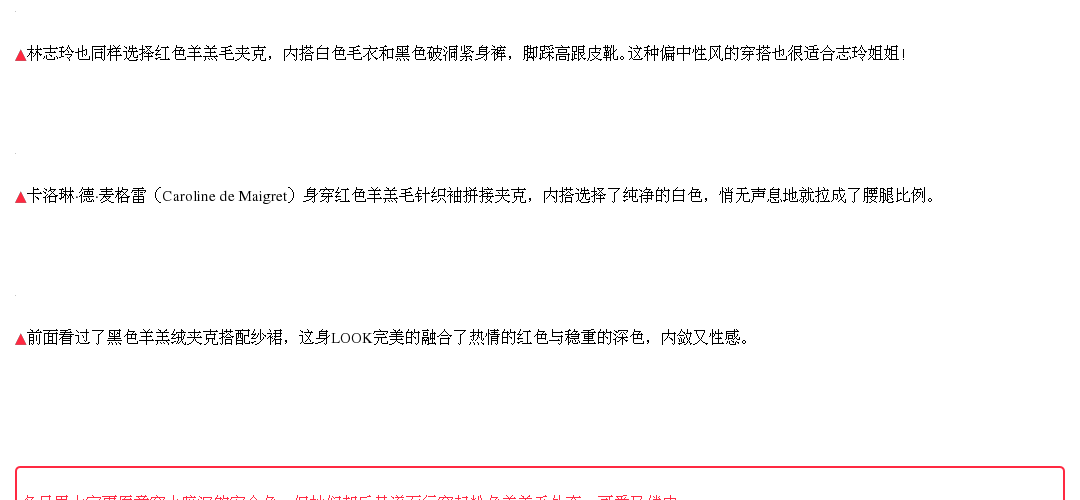 ▲林志玲也同样选择红色羊羔毛夹克，内搭白色毛衣和黑色破洞紧身裤，脚踩高跟皮靴。这种偏中性风的穿搭也很适合志玲姐姐！
▲卡洛琳·德·麦格雷（Caroline de Maigret）身穿红色羊羔毛针织袖拼接夹克，内搭选择了纯净的白色，悄无声息地就拉成了腰腿比例。
▲前面看过了黑色羊羔绒夹克搭配纱裙，这身LOOK完美的融合了热情的红色与稳重的深色，内敛又性感。